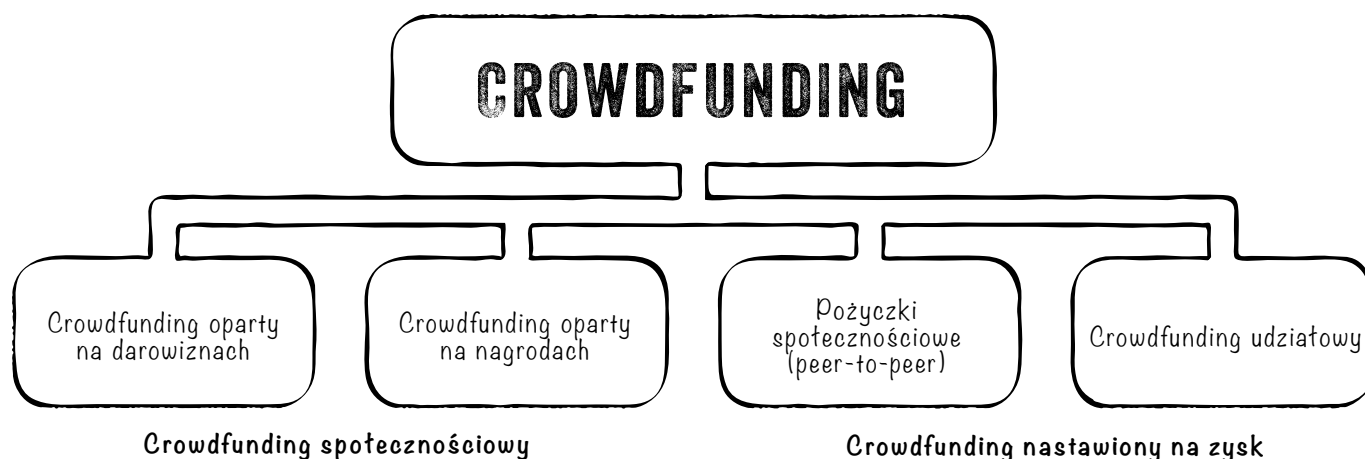 CROWDFUNDING
Crowdfunding oparty
na darowiznach
Crowdfunding oparty
na nagrodach
Pożyczki
społecznościowe
(peer-to-peer)
Crowdfunding udziałowy
Crowdfunding społecznościowy
Crowdfunding nastawiony na zysk